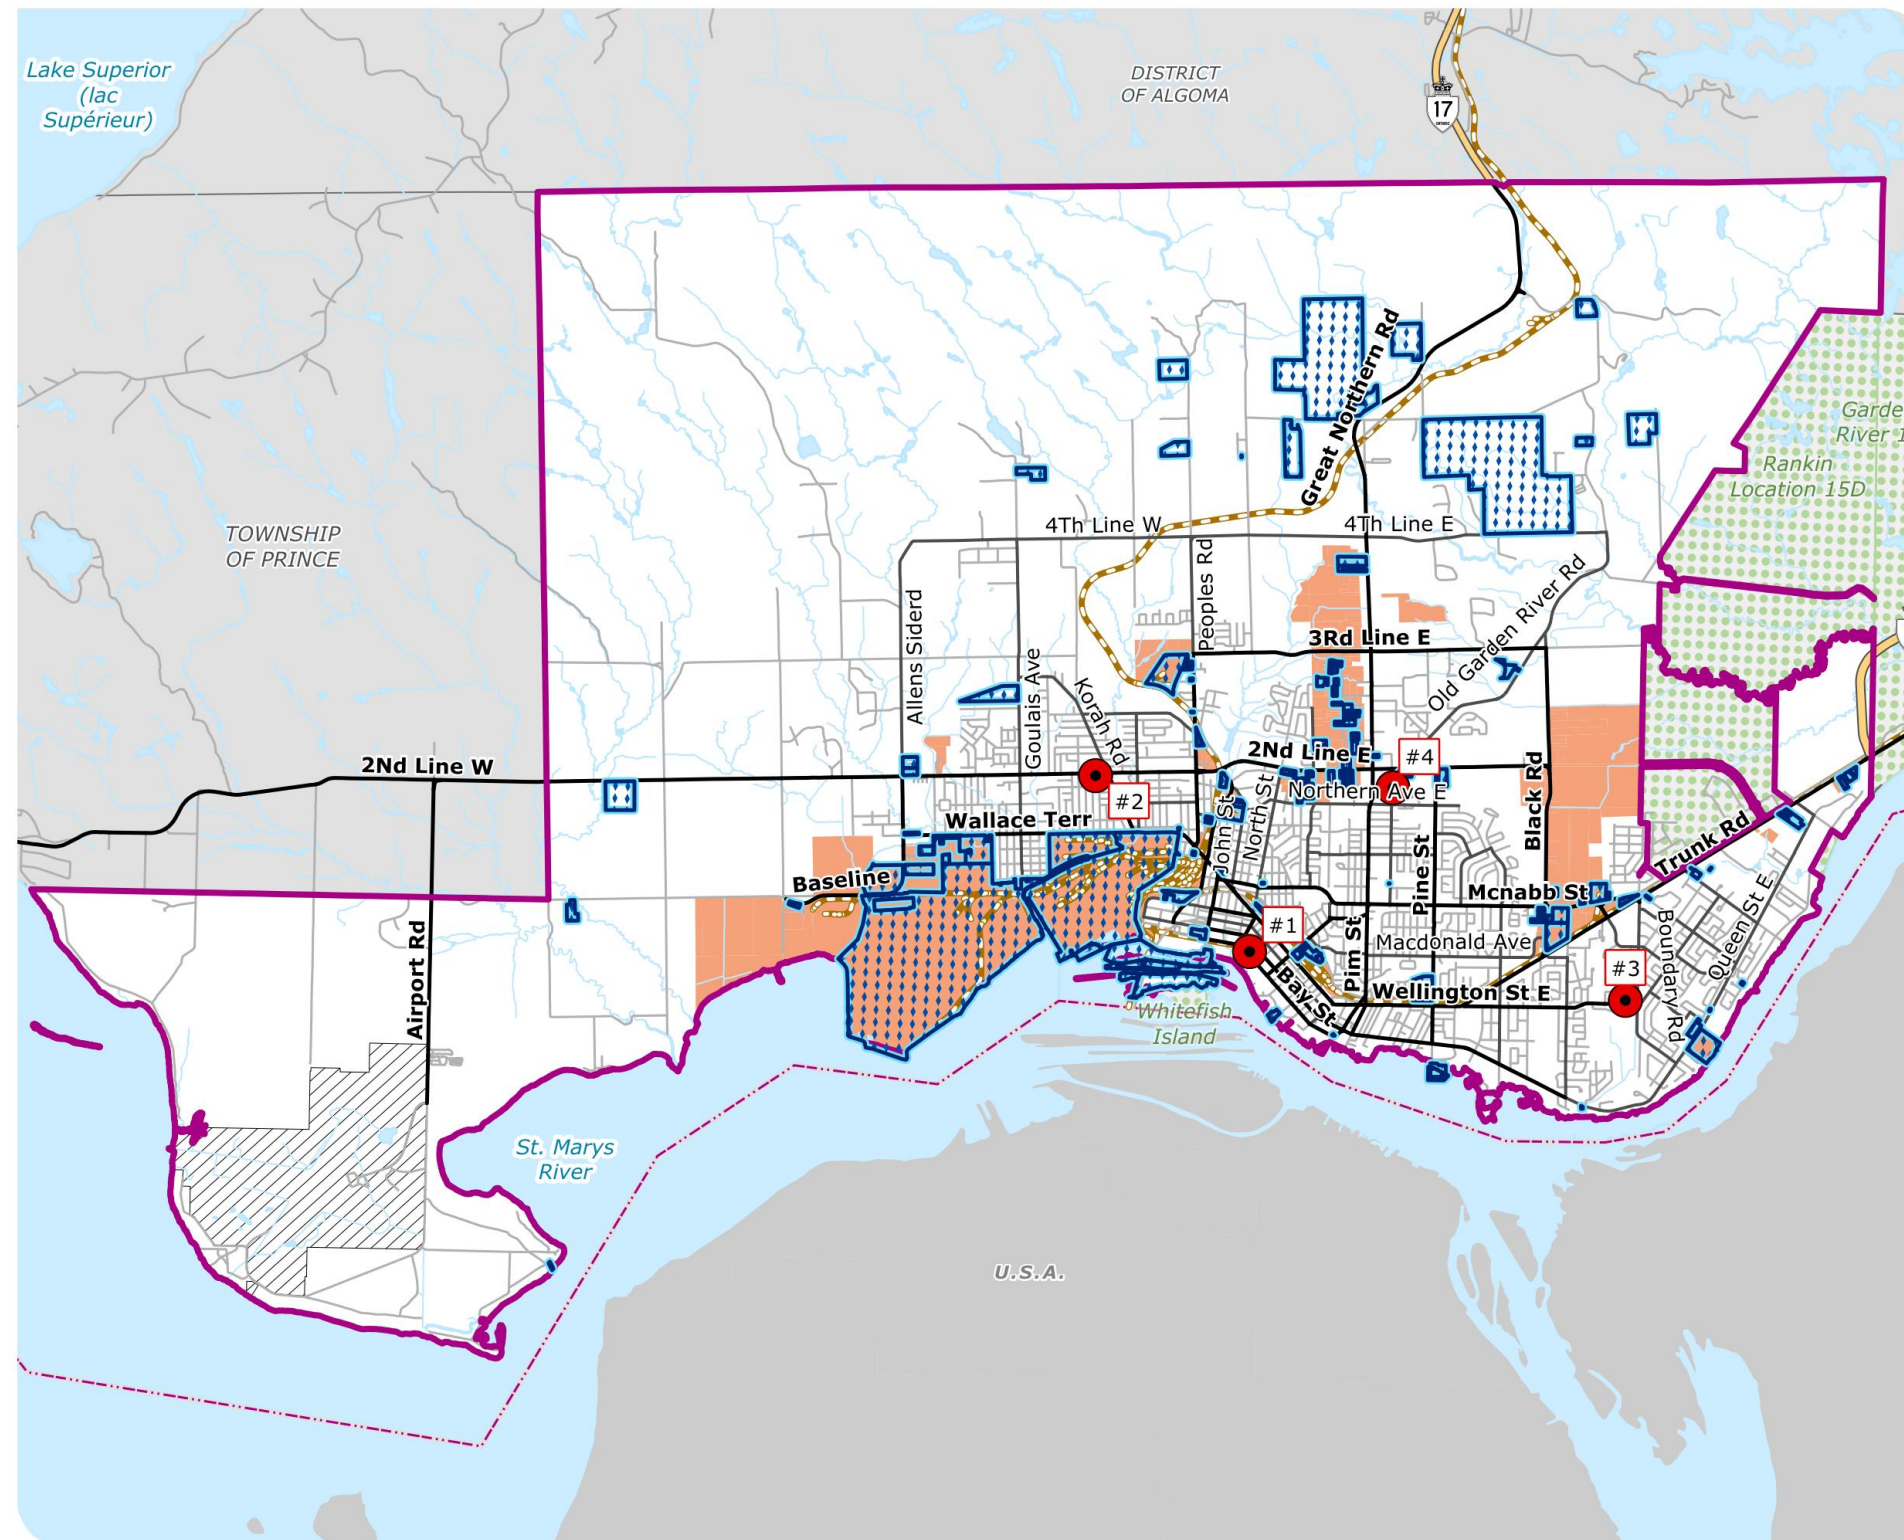 Lake Superior
(lac
Supérieur)
DISTRICT
OF ALGOMA
17
ONTARIO
Garde
River 1
Rankin
Location 15D
Great Northern Rd
4Th Line W
4Th Line E
TOWNSHIP
OF PRINCE
Peoples Rd
Old Garden River Rd
Allens Siderd
3Rd Line E
Goulais Ave
Korah Rd
2Nd Line W
2Nd Line E
#4
#2
Northern Ave E
John St
North St
Black Rd
Wallace Terr
Pine St
Trunk Rd
Baseline
Mcnabb St
#1
Queen St E
Airport Rd
Pim St
Macdonald Ave
Boundary Rd
#3
Bay St
Wellington St E
Whitefish
Island
St. Marys
River
U.S.A.